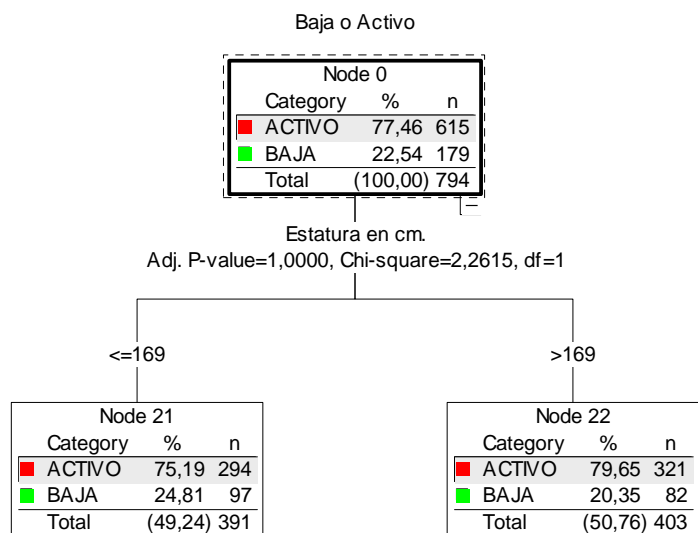 Baja o Activo
Node 0
Category % n
ACTIVO 77,46 615
BAJA 22,54 179
Total (100,00) 794
Estatura en cm.
Adj. P-value=1,0000, Chi-square=2,2615, df=1
<=169
>169
Node 21
Category % n
ACTIVO 75,19 294
BAJA 24,81 97
Total (49,24) 391
Node 22
Category % n
ACTIVO 79,65 321
BAJA 20,35 82
Total (50,76) 403